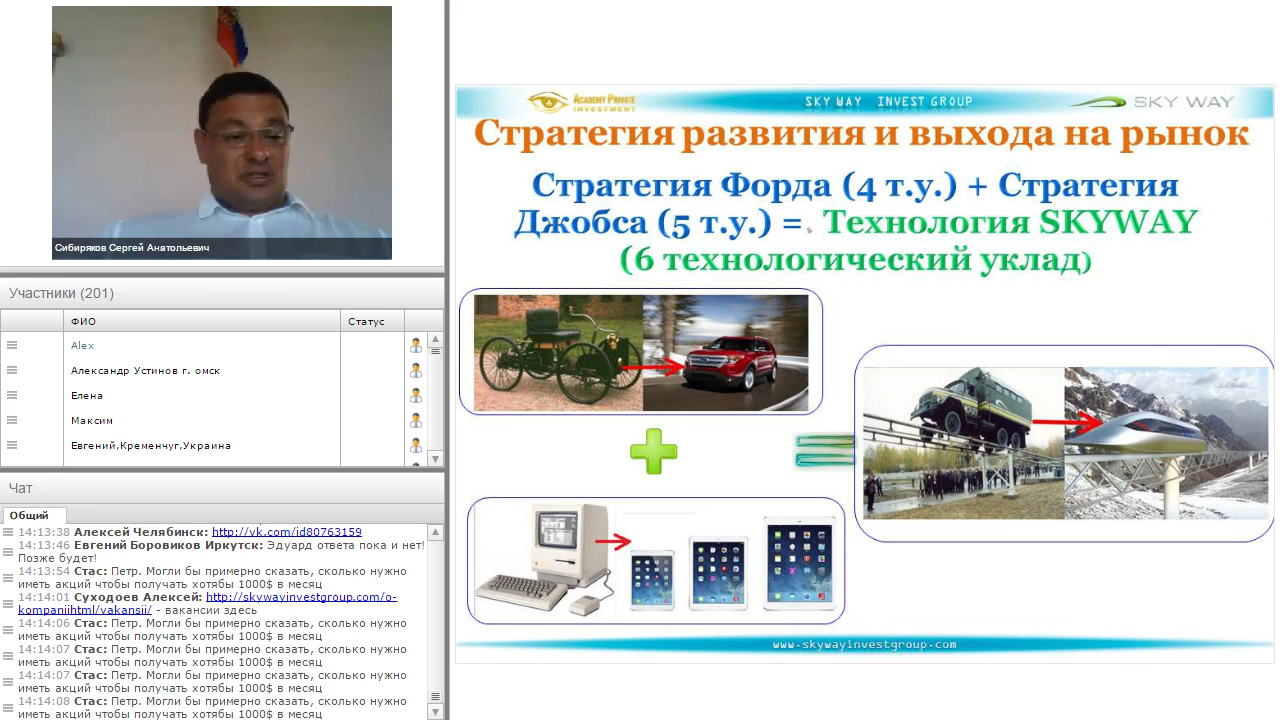 Сибиряков Сергей Анатольевич
Участники (201)
ФИО
Статус
Alex
Александр Устинов г. омск
Елена
Максим
Евгений,Кременчуг,Украина
Чат
Общий
14:13:38 Алексей Челябинск: http://vk.com/id80763159
14:13:46 Евгений Боровиков Иркутск: Эдуард ответа пока и нет!
Позже будет!
13:13:54 Стас: Петр. Могли бы примерно сказать, сколько нужно
иметь акций чтобы получать хотябы 1000$ в месяц
14:14:01 Суходоев Алексей: http://skywayinvestgroup.com/o-
kompaniihtml/vakansii/ - вакансии здесь
14:14:06 Стас: Петр. Могли бы примерно сказать, сколько нужно
иметь акций чтобы получать хотябы 1000$ в месяц
14:14:07 Стас: Петр. Могли бы примерно сказать, сколько нужно
иметь акций чтобы получать хотябы 1000$ в месяц
14:14:07 Стас: Петр. Могли бы примерно сказать, сколько нужно
иметь акций чтобы получать хотябы 1000$ в месяц
14:14:08 Стас: Петр. Могли бы примерно сказать, сколько нужно
иметь акций чтобы получать хотябы 1000$ в месяц
ACADEMY PRIVATE
INVESTMENT
SKY WAY INVEST GROUP
SKY WAY
Стратегия развития и выхода на рынок
Стратегия Форда (4 т.у.) + Стратегия
Джобса (5 т.у.) = Технология SKYWAY
(6 технологический уклад)
www.skywayinvestgroup.com